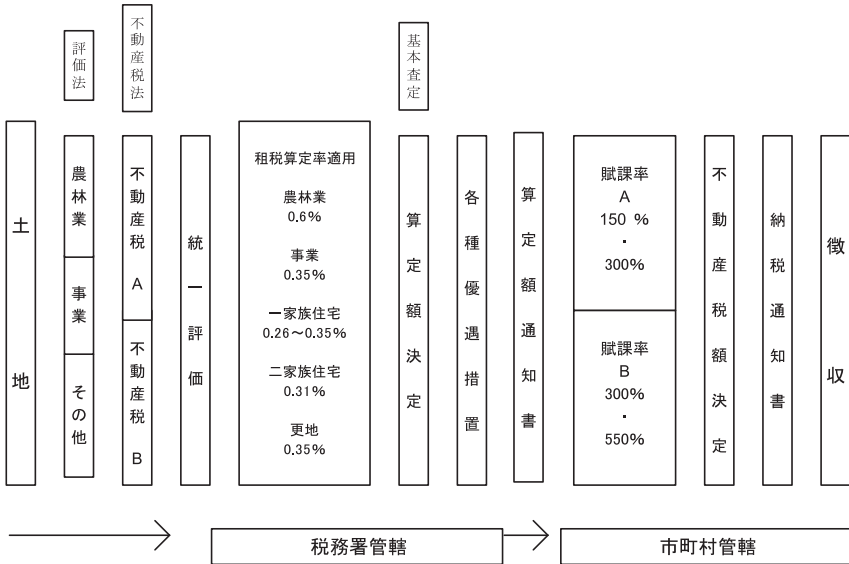 評価法
不動産税法
基本査定
土地
農林業
事業
その他
不動産税 A
不動産税 B
統一評価
租税算定率適用
農林業
0.6%
事業
0.35%
一家族住宅
0.26～0.35%
二家族住宅
0.31%
更地
0.35%
算定額決定
各種優遇措置
算定額通知書
賦課率
A
150 %
・
300%
賦課率
B
300%
・
550%
不動産税額決定
納税通知書
徴収
税務署管轄
市町村管轄